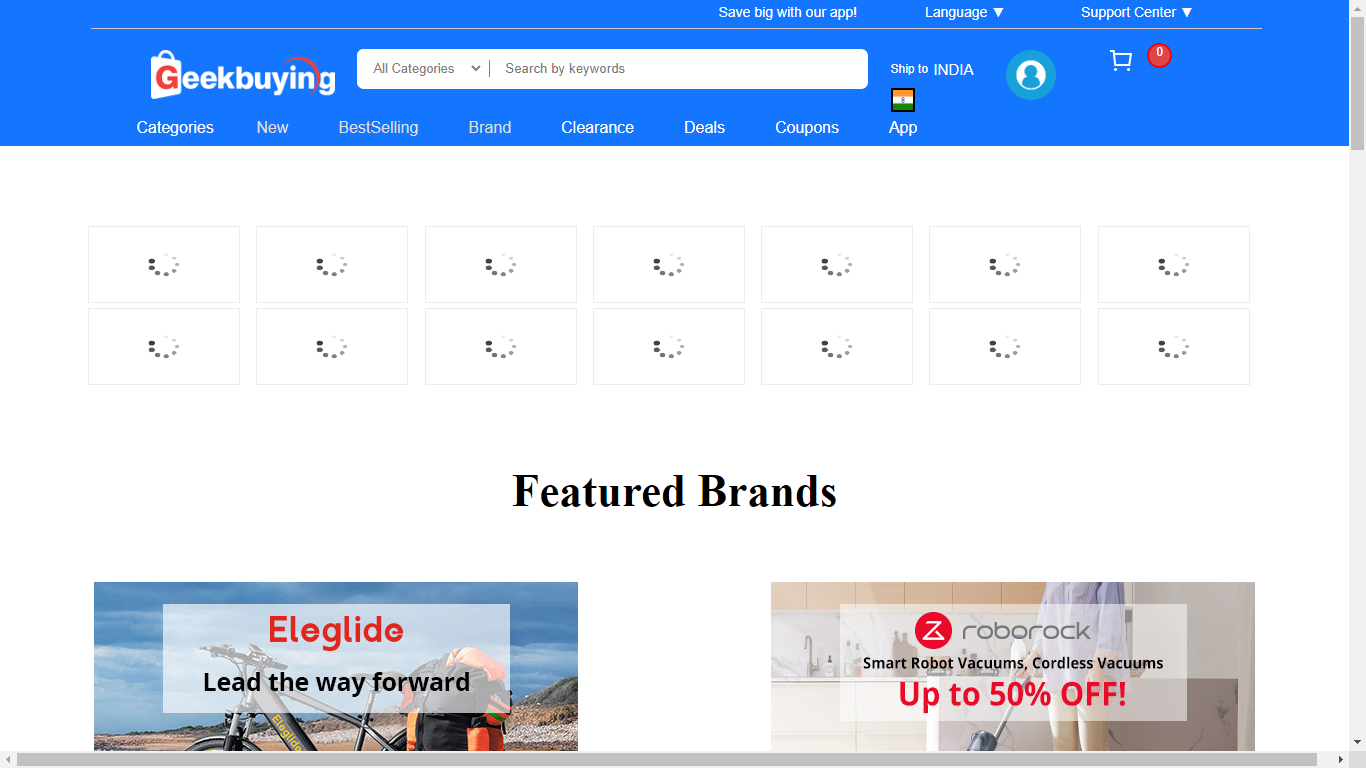 Save big with our app! Language ▼ Support Center ▼
Geekbuying
All Categories Search by keywords
Ship to INDIA
0
Categories New BestSelling Brand Clearance Deals Coupons App
Featured Brands
Eleglide
Lead the way forward
Eleglide
roborock
Smart Robot Vacuums, Cordless Vacuums
Up to 50% OFF!